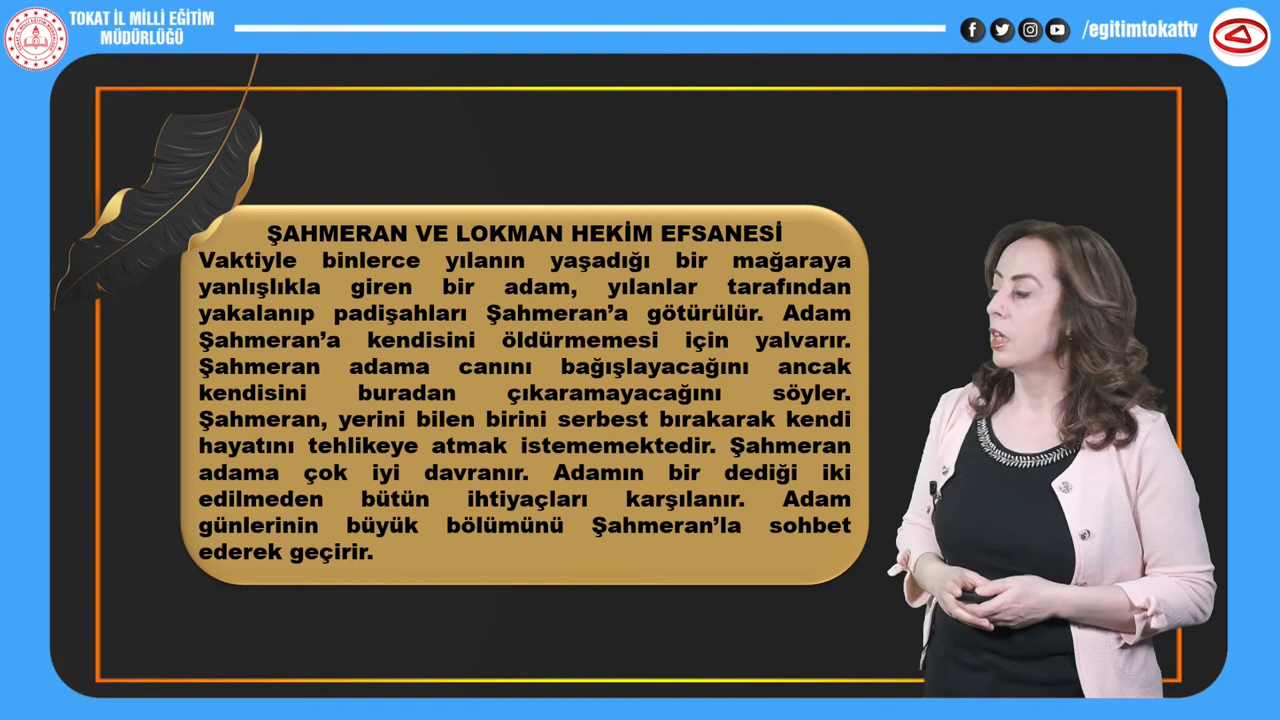 TOKAT İL MİLLİ EĞİTİM
MÜDÜRLÜĞÜ
/egitimtokattv
ŞAHMERAN VE LOKMAN HEKİM EFSANESİ
Vaktiyle binlerce yılanın yaşadığı bir mağaraya
yanlışlıkla giren bir adam, yılanlar tarafından
yakalanıp padişahları Şahmeran’a götürülür. Adam
Şahmeran’a kendisini öldürmemesi için yalvarır.
Şahmeran adama canını bağışlayacağını ancak
kendisini buradan çıkaramayacağını söyler.
Şahmeran, yerini bilen birini serbest bırakarak kendi
hayatını tehlikeye atmak istememektedir. Şahmeran
adama çok iyi davranır. Adamın bir dediği iki
edilmeden bütün ihtiyaçları karşılanır. Adam
günlerinin büyük bölümünü Şahmeran’la sohbet
ederek geçirir.